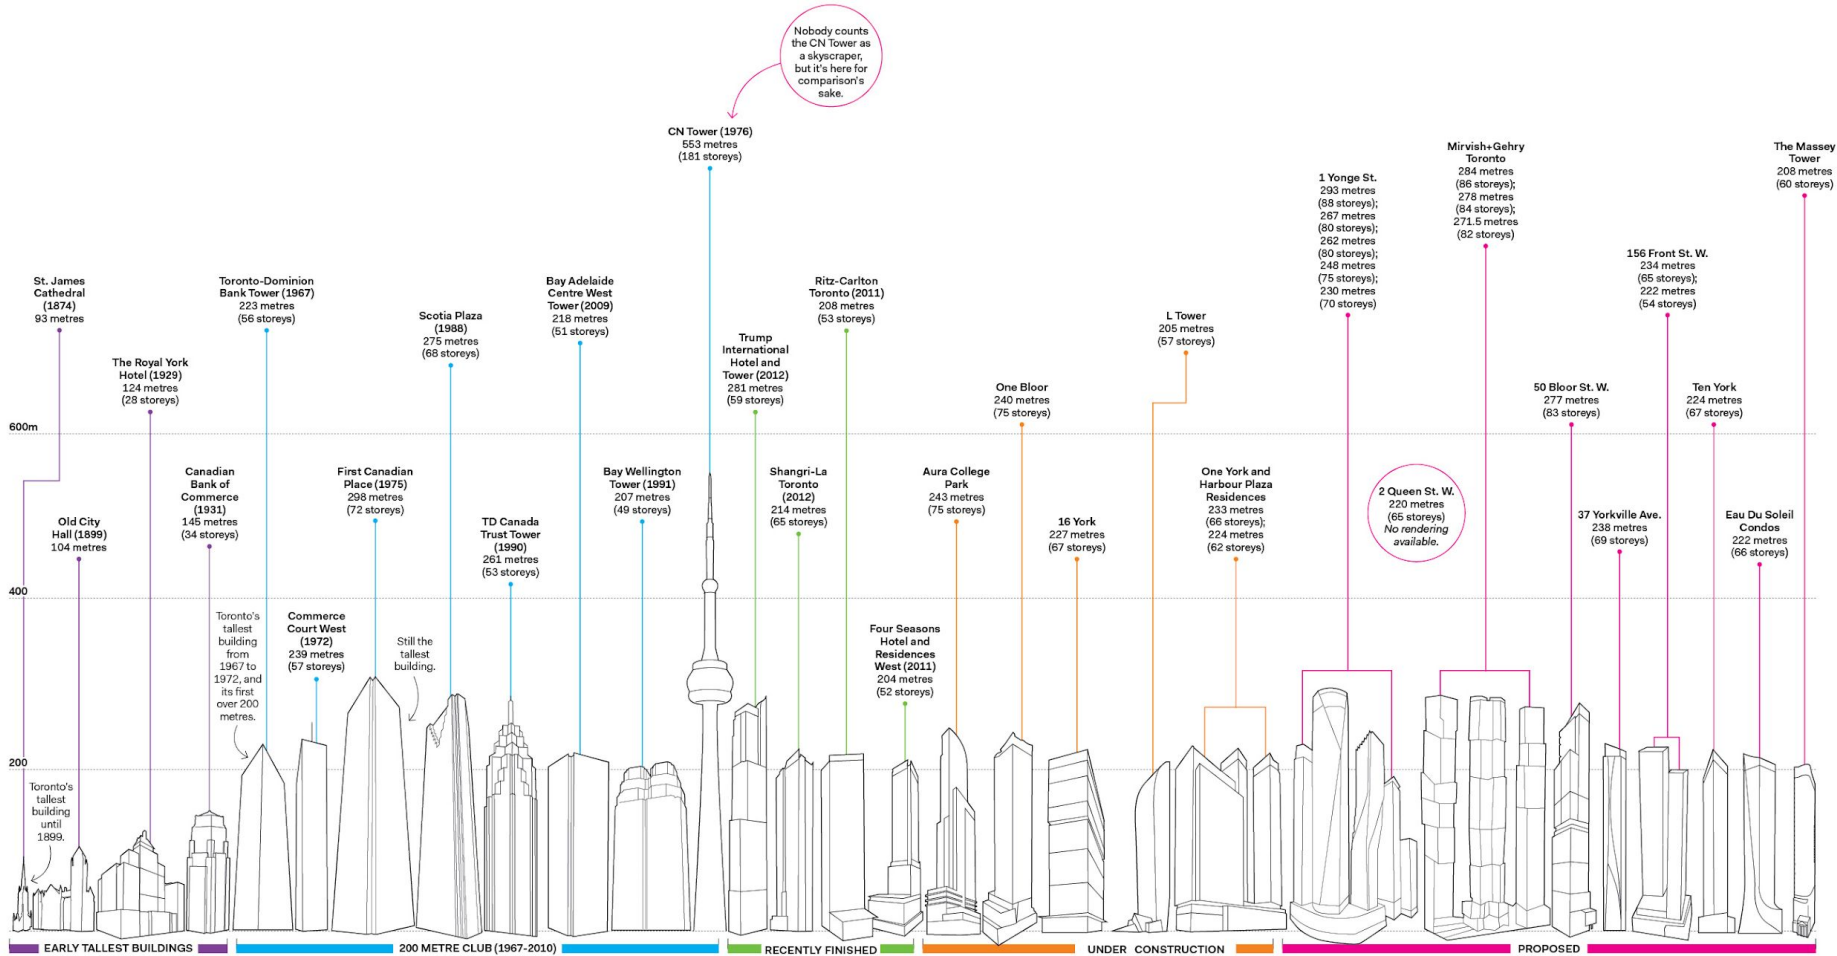 Nobody counts
the CN Tower as
a skyscraper,
but it's here for
comparison's
sake.
CN Tower (1976)
553 metres
(181 storeys)
St. James
Cathedral
(1874)
93 metres
Old City
Hall (1899)
104 metres
The Royal York
Hotel (1929)
124 metres
(28 storeys)
Canadian
Bank of
Commerce
(1931)
145 metres
(34 storeys)
Toronto-Dominion
Bank Tower (1967)
223 metres
(56 storeys)
Commerce
Court West
(1972)
239 metres
(57 storeys)
First Canadian
Place (1975)
298 metres
(72 storeys)
Scotia Plaza
(1988)
275 metres
(68 storeys)
TD Canada
Trust Tower
(1990)
261 metres
(53 storeys)
Bay Adelaide
Centre West
Tower (2009)
218 metres
(51 storeys)
Bay Wellington
Tower (1991)
207 metres
(49 storeys)
Trump
International
Hotel and
Tower (2012)
281 metres
(59 storeys)
Shangri-La
Toronto
(2012)
214 metres
(65 storeys)
Ritz-Carlton
Toronto (2011)
208 metres
(53 storeys)
Four Seasons
Hotel and
Residences
West (2011)
204 metres
(52 storeys)
Aura College
Park
243 metres
(75 storeys)
One Bloor
240 metres
(75 storeys)
16 York
227 metres
(67 storeys)
L Tower
205 metres
(57 storeys)
One York and
Harbour Plaza
Residences
233 metres
(66 storeys);
224 metres
(62 storeys)
1 Yonge St.
293 metres
(88 storeys);
267 metres
(80 storeys);
262 metres
(80 storeys);
248 metres
(75 storeys);
230 metres
(70 storeys)
2 Queen St. W.
220 metres
(65 storeys)
No rendering
available.
Mirvish+Gehry
Toronto
284 metres
(86 storeys);
278 metres
(84 storeys);
271.5 metres
(82 storeys)
50 Bloor St. W.
277 metres
(83 storeys)
37 Yorkville Ave.
238 metres
(69 storeys)
156 Front St. W.
234 metres
(65 storeys);
222 metres
(54 storeys)
Ten York
224 metres
(67 storeys)
Eau Du Soleil
Condos
222 metres
(66 storeys)
The Massey
Tower
208 metres
(60 storeys)
600m
400
200
Toronto's
tallest
building
until
1899.
Toronto's
tallest
building
from
1967 to
1972, and
its first
over 200
metres.
Still the
tallest
building.
EARLY TALLEST BUILDINGS
200 METRE CLUB (1967-2010)
RECENTLY FINISHED
UNDER CONSTRUCTION
PROPOSED